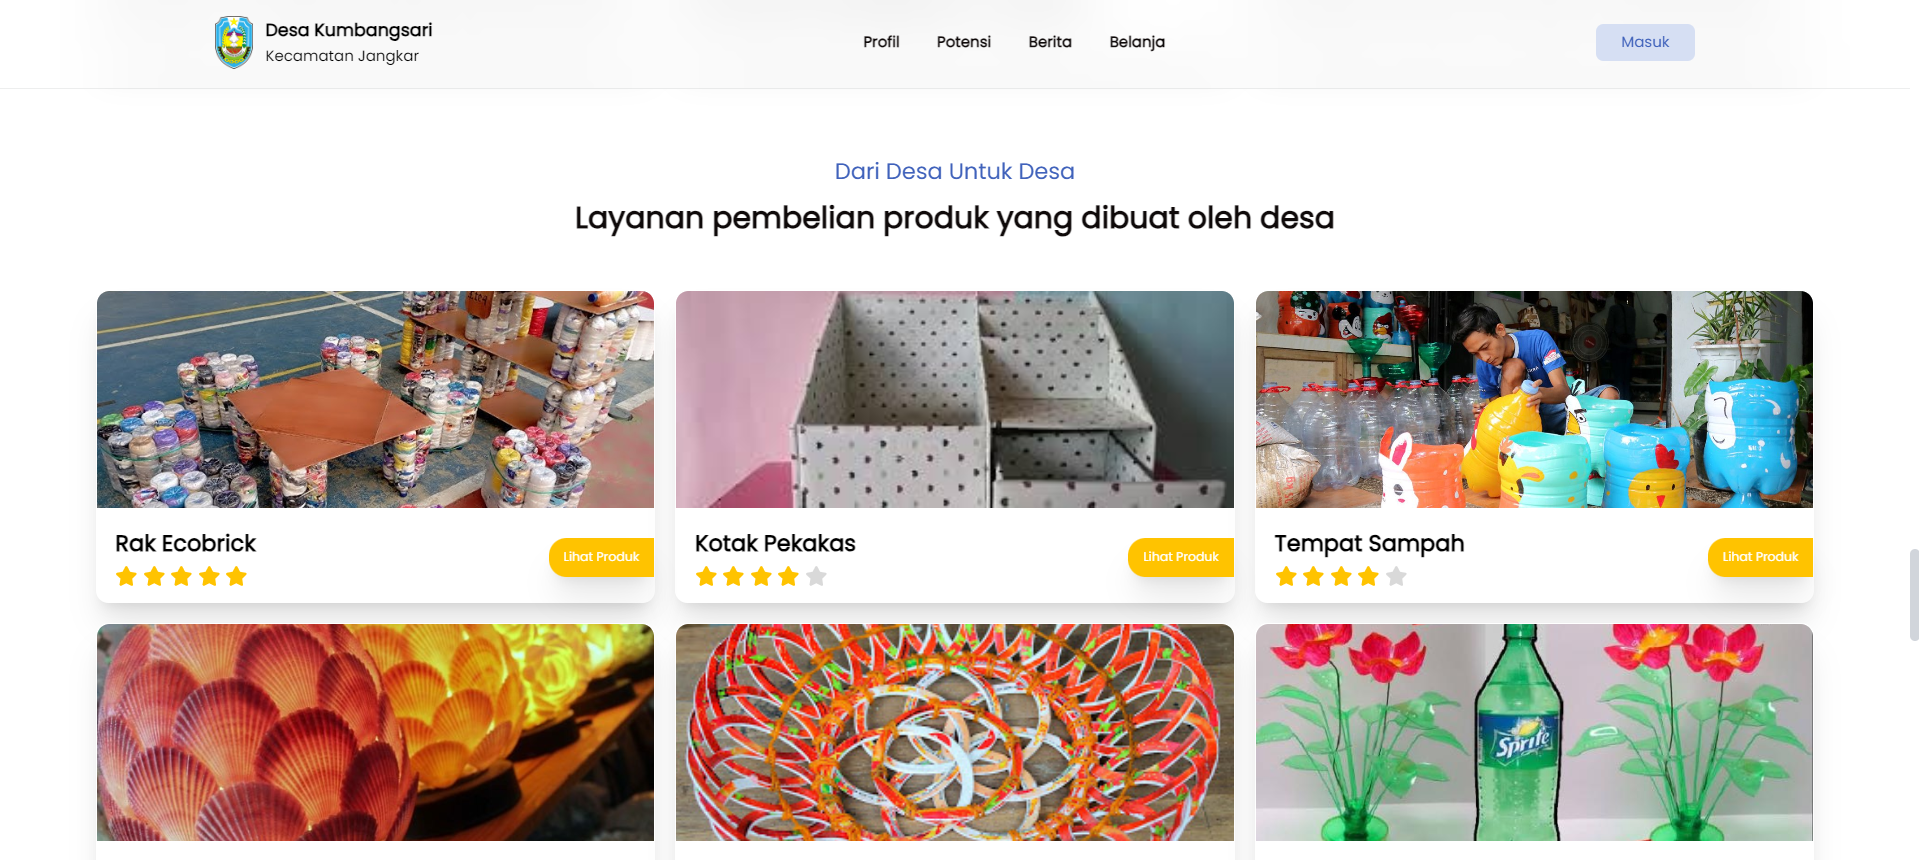 Desa Kumbangsari
Kecamatan Jangkar
Profil
Potensi
Berita
Belanja
Masuk
Dari Desa Untuk Desa
Layanan pembelian produk yang dibuat oleh desa
Rak Ecobrick
Lihat Produk
Kotak Pekakas
Lihat Produk
Tempat Sampah
Lihat Produk
Sprite